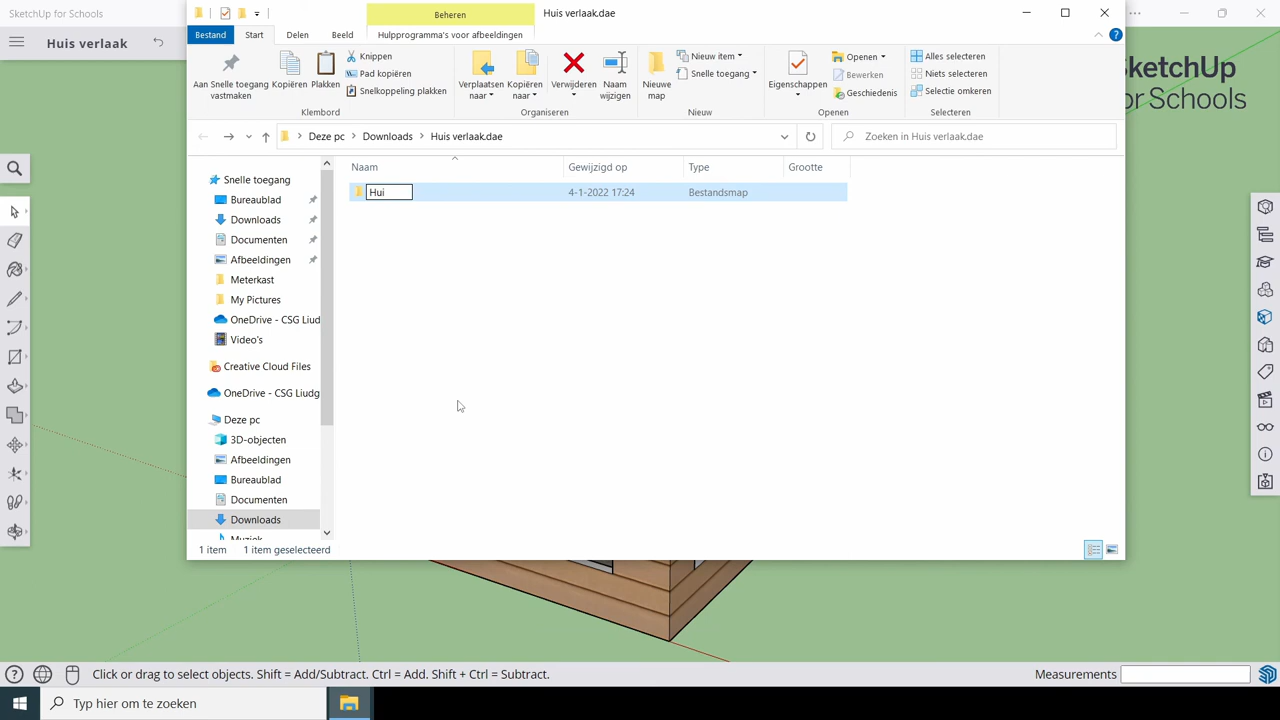 SketchUp for Schools
Huis verlaak
Beheren
Huis verlaak.dae
Bestand
Start
Delen
Beeld
Hulpprogramma's voor afbeeldingen
Aan Snelle toegang vastmaken
Kopiëren
Plakken
Knippen
Pad kopiëren
Snelkoppeling plakken
Klembord
Verplaatsen naar
Kopiëren naar
Verwijderen
Naam wijzigen
Organiseren
Nieuwe map
Nieuw item
Snelle toegang
Nieuw
Eigenschappen
Openen
Bewerken
Geschiedenis
Openen
Alles selecteren
Niets selecteren
Selectie omkeren
Selecteren
SketchUp
for Schools
Deze pc > Downloads > Huis verlaak.dae
Zoeken in Huis verlaak.dae
Naam
Gewijzigd op
Type
Grootte
Hui
4-1-2022 17:24
Bestandsmap
Snelle toegang
Bureaublad
Downloads
Documenten
Afbeeldingen
Meterkast
My Pictures
OneDrive - CSG Liud
Video's
Creative Cloud Files
OneDrive - CSG Liudg
Deze pc
3D-objecten
Afbeeldingen
Bureaublad
Documenten
Downloads
Muziek
1 item
1 item geselecteerd
Click or drag to select objects. Shift = Add/Subtract. Ctrl = Add. Shift + Ctrl = Subtract.
Measurements
Typ hier om te zoeken